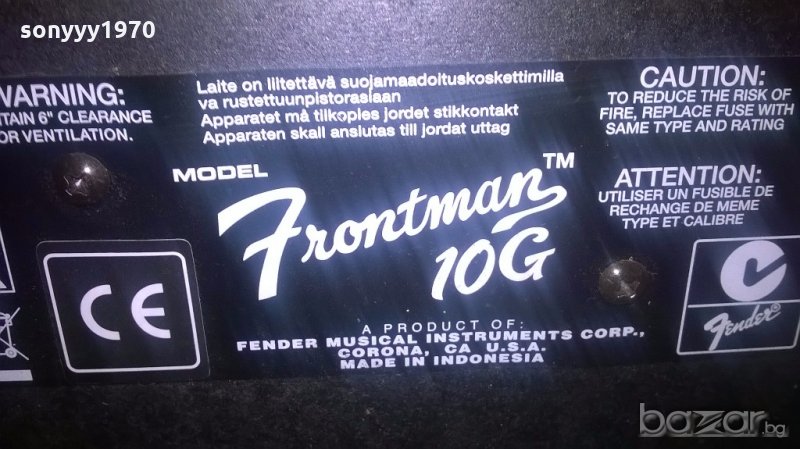 sonyyy1970
WARNING:
NTAIN 6" CLEARANCE
FOR VENTILATION.
Laite on liitettävä suojamaadoituskoskettimilla
va rustettuunpistorasiaan
Apparatet må tilkoples jordet stikkontakt
Apparaten skall anslutas till jordat uttag
CAUTION:
TO REDUCE THE RISK OF
FIRE, REPLACE FUSE WITH
SAME TYPE AND RATING
ATTENTION:
UTILISER UN FUSIBLE DE
RECHANGE DE MEME
TYPE ET CALIBRE
MODEL
Frontman™
10G
CE
Fender®
A PRODUCT OF:
FENDER MUSICAL INSTRUMENTS CORP.,
CORONA, CA U.S.A.
MADE IN INDONESIA
bazar.bg